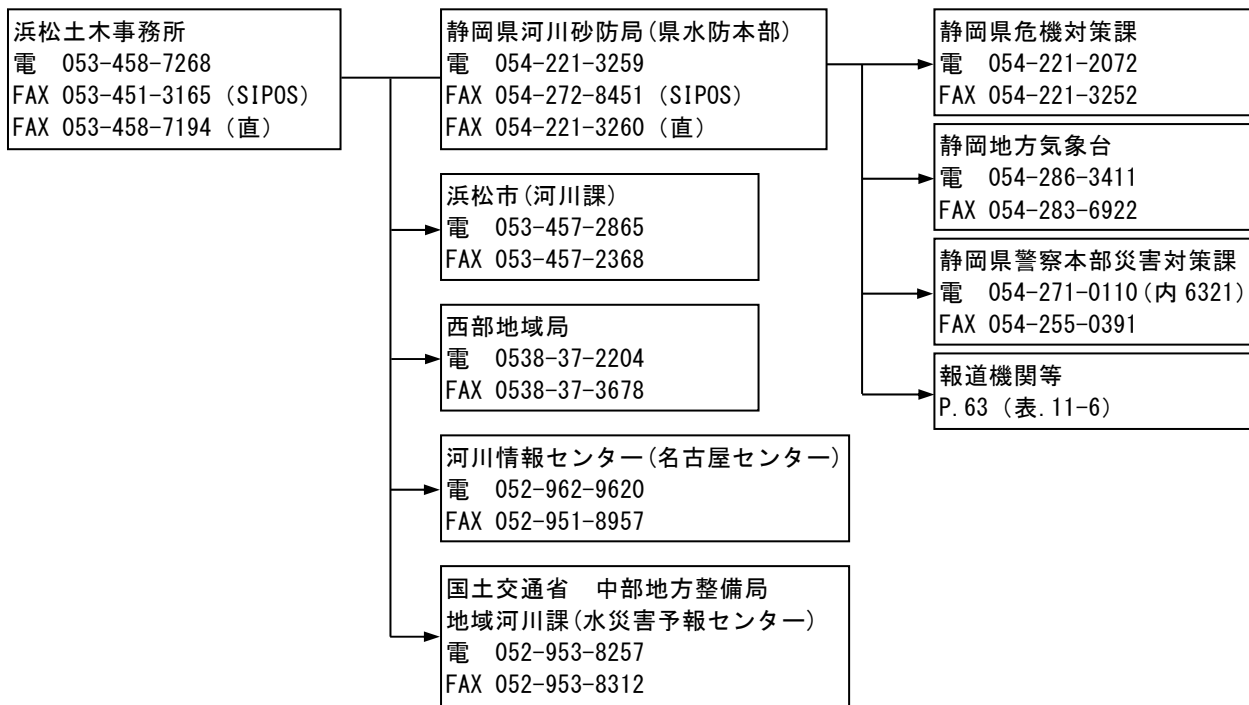 浜松土木事務所
電　053-458-7268
FAX 053-451-3165 (SIPOS)
FAX 053-458-7194 (直)
静岡県河川砂防局(県水防本部)
電　054-221-3259
FAX 054-272-8451 (SIPOS)
FAX 054-221-3260 (直)
浜松市(河川課)
電　053-457-2865
FAX 053-457-2368
西部地域局
電　0538-37-2204
FAX 0538-37-3678
河川情報センター(名古屋センター)
電　052-962-9620
FAX 052-951-8957
国土交通省　中部地方整備局
地域河川課(水災害予報センター)
電　052-953-8257
FAX 052-953-8312
静岡県危機対策課
電　054-221-2072
FAX 054-221-3252
静岡地方気象台
電　054-286-3411
FAX 054-283-6922
静岡県警察本部災害対策課
電　054-271-0110(内 6321)
FAX 054-255-0391
報道機関等
P.63 (表.11-6)